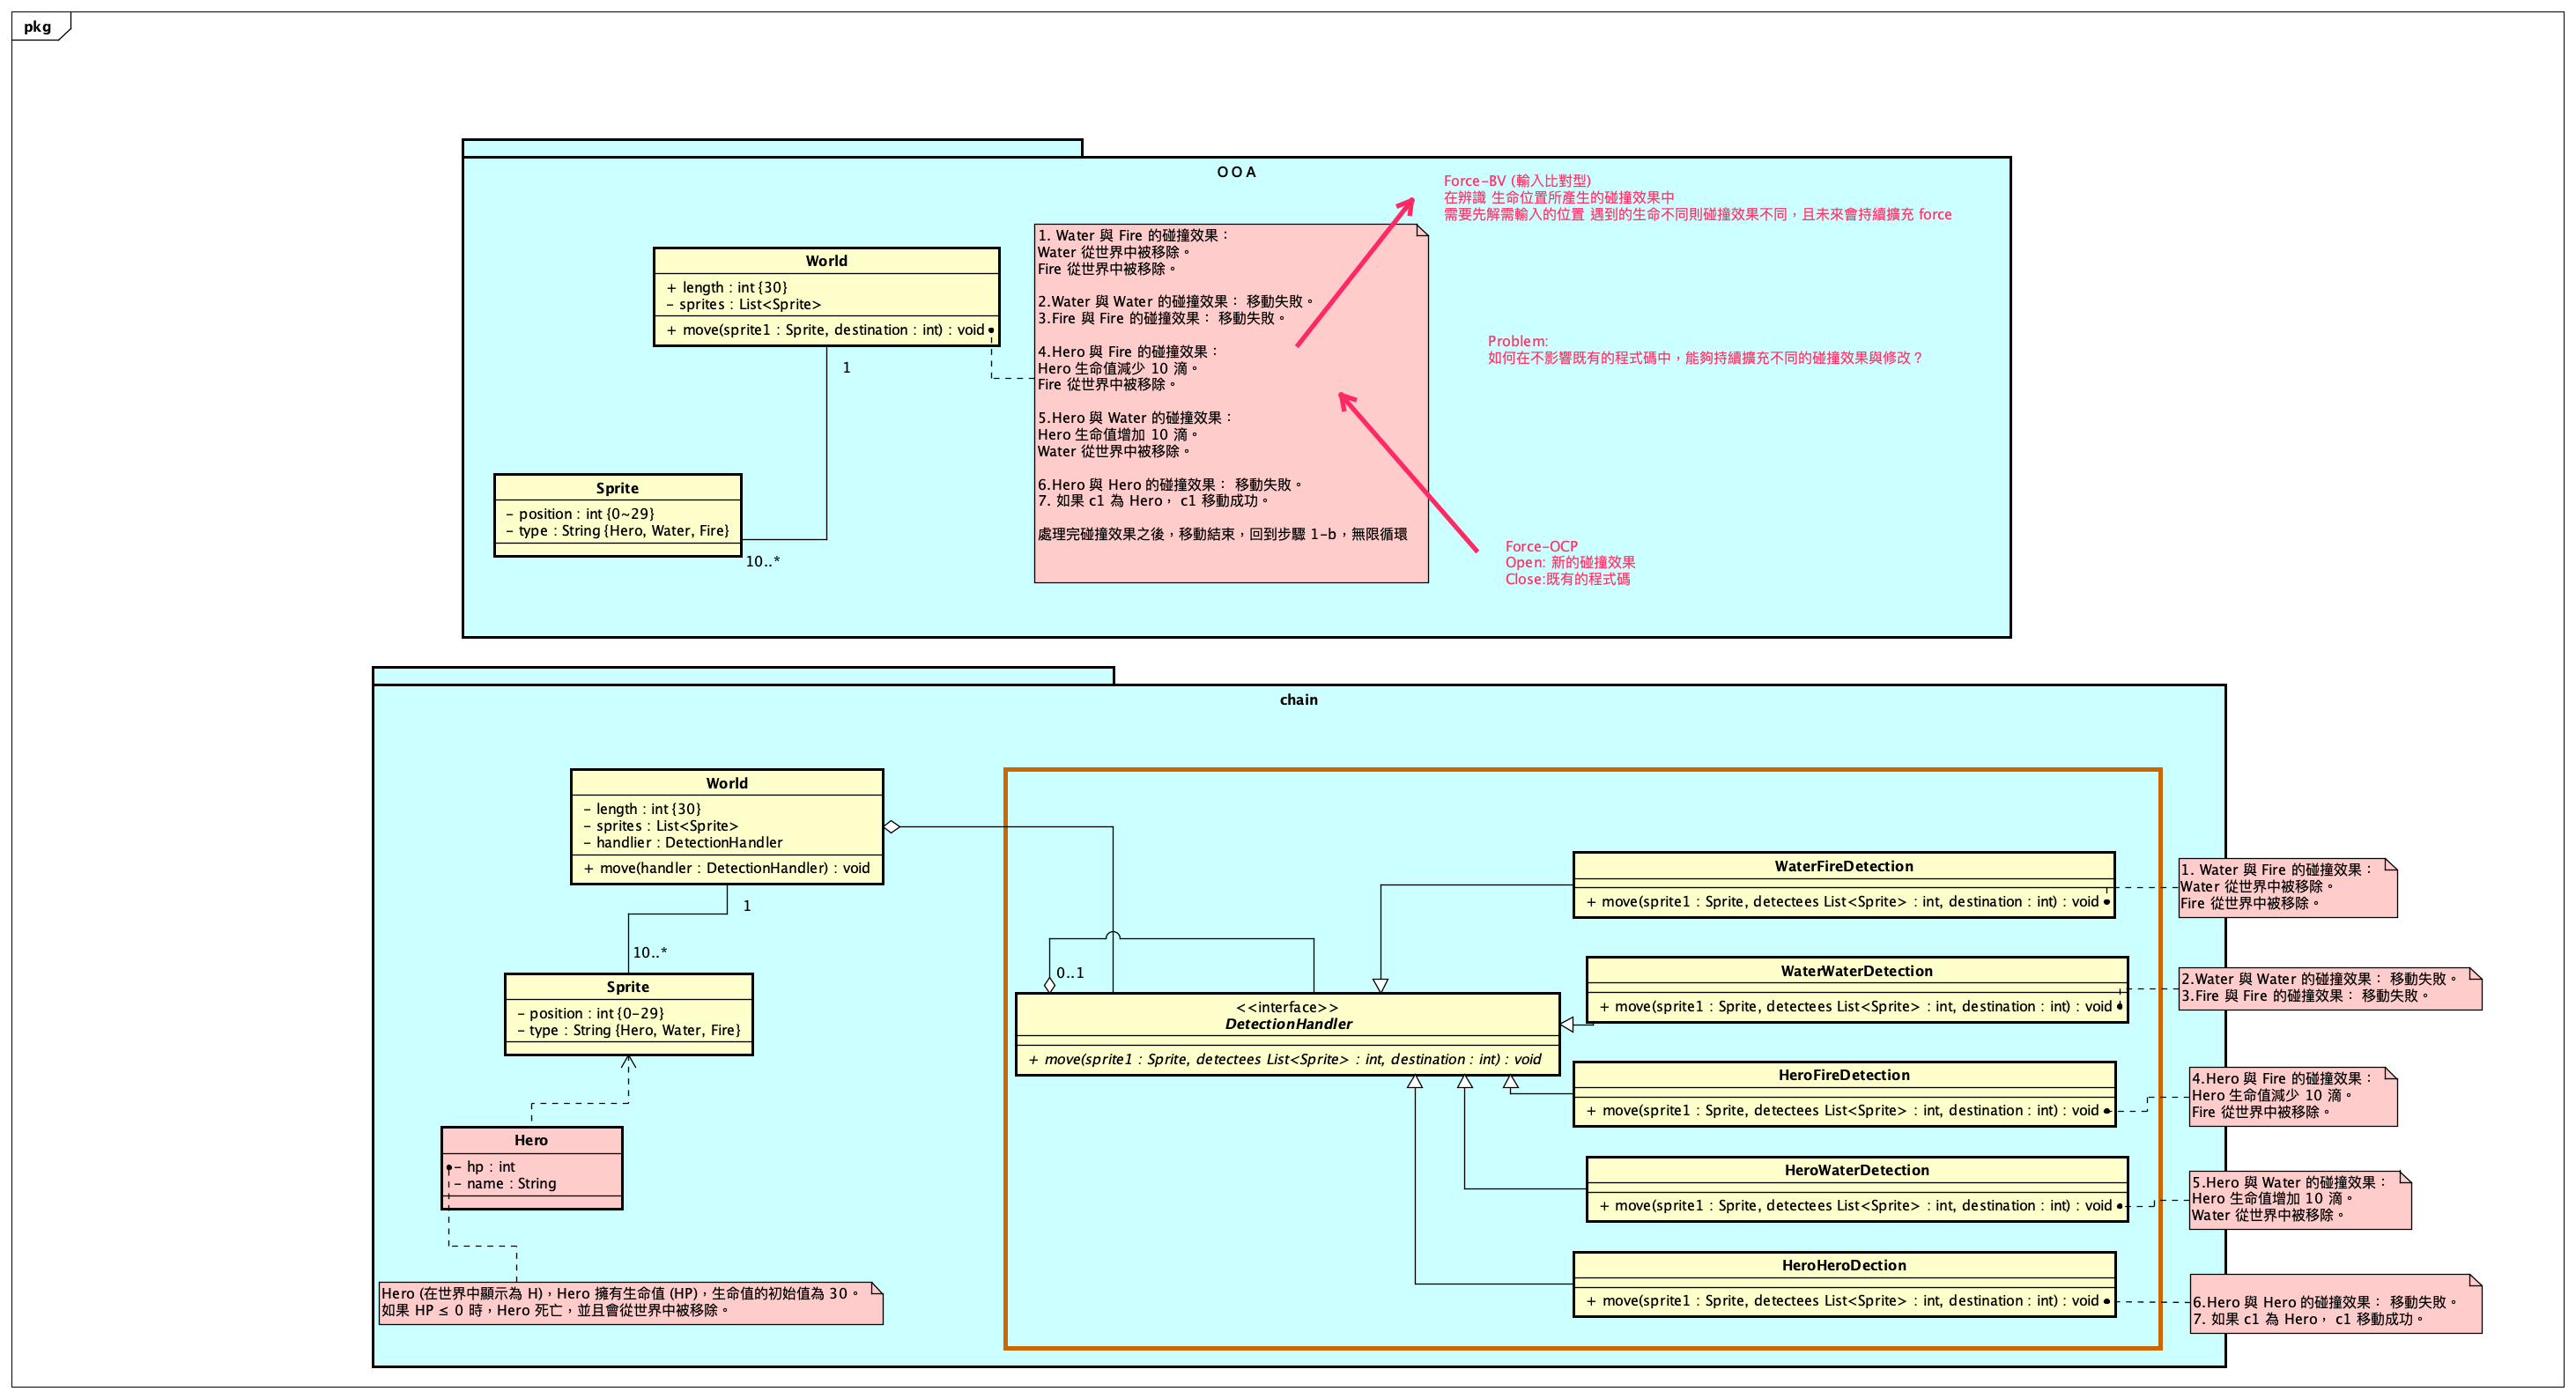 pkg
OOA
Force-BV (輸入比對型)
在辨識 生命位置所產生的碰撞效果中
需要先解需輸入的位置 遇到的生命不同則碰撞效果不同，且未來會持續擴充 force
World
+ length : int {30}
- sprites : List<Sprite>
+ move(sprite1 : Sprite, destination : int) : void
1
1. Water 與 Fire 的碰撞效果：
Water 從世界中被移除。
Fire 從世界中被移除。
2.Water 與 Water 的碰撞效果： 移動失敗。
3.Fire 與 Fire 的碰撞效果： 移動失敗。
4.Hero 與 Fire 的碰撞效果：
Hero 生命值減少 10 滴。
Fire 從世界中被移除。
5.Hero 與 Water 的碰撞效果：
Hero 生命值增加 10 滴。
Water 從世界中被移除。
6.Hero 與 Hero 的碰撞效果： 移動失敗。
7. 如果 c1 為 Hero， c1 移動成功。
處理完碰撞效果之後，移動結束，回到步驟 1-b，無限循環
Problem:
如何在不影響既有的程式碼中，能夠持續擴充不同的碰撞效果與修改？
Sprite
- position : int {0~29}
- type : String {Hero, Water, Fire}
10..*
Force-OCP
Open: 新的碰撞效果
Close:既有的程式碼
chain
World
- length : int {30}
- sprites : List<Sprite>
- handlier : DetectionHandler
+ move(handler : DetectionHandler) : void
1
10..*
Sprite
- position : int {0-29}
- type : String {Hero, Water, Fire}
Hero
- hp : int
- name : String
Hero (在世界中顯示為 H)，Hero 擁有生命值 (HP)，生命值的初始值為 30。
如果 HP ≤ 0 時，Hero 死亡，並且會從世界中被移除。
0..1
<<interface>>
DetectionHandler
+ move(sprite1 : Sprite, detectees List<Sprite> : int, destination : int) : void
WaterFireDetection
+ move(sprite1 : Sprite, detectees List<Sprite> : int, destination : int) : void
1. Water 與 Fire 的碰撞效果：
Water 從世界中被移除。
Fire 從世界中被移除。
WaterWaterDetection
+ move(sprite1 : Sprite, detectees List<Sprite> : int, destination : int) : void
2.Water 與 Water 的碰撞效果： 移動失敗。
3.Fire 與 Fire 的碰撞效果： 移動失敗。
HeroFireDetection
+ move(sprite1 : Sprite, detectees List<Sprite> : int, destination : int) : void
4.Hero 與 Fire 的碰撞效果：
Hero 生命值減少 10 滴。
Fire 從世界中被移除。
HeroWaterDetection
+ move(sprite1 : Sprite, detectees List<Sprite> : int, destination : int) : void
5.Hero 與 Water 的碰撞效果：
Hero 生命值增加 10 滴。
Water 從世界中被移除。
HeroHeroDection
+ move(sprite1 : Sprite, detectees List<Sprite> : int, destination : int) : void
6.Hero 與 Hero 的碰撞效果： 移動失敗。
7. 如果 c1 為 Hero， c1 移動成功。